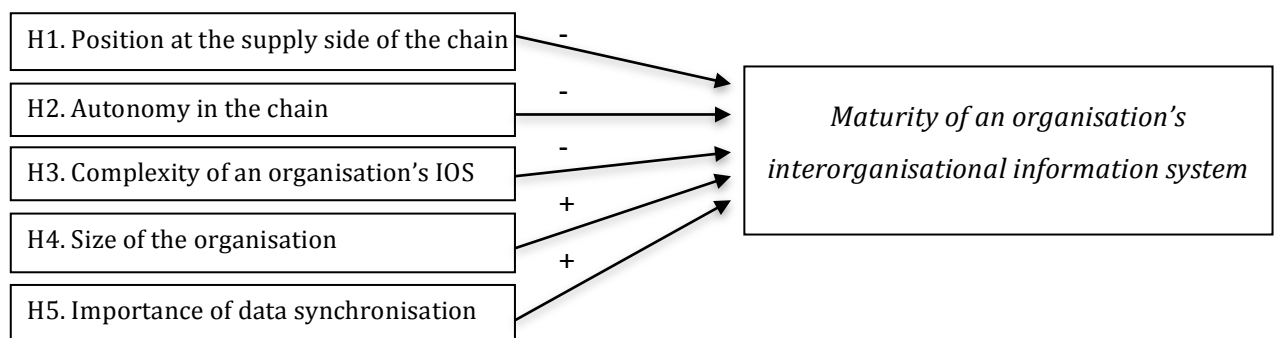 H1. Position at the supply side of the chain
-
H2. Autonomy in the chain
-
H3. Complexity of an organisation’s IOS
-
H4. Size of the organisation
+
H5. Importance of data synchronisation
+
Maturity of an organisation’s
interorganisational information system